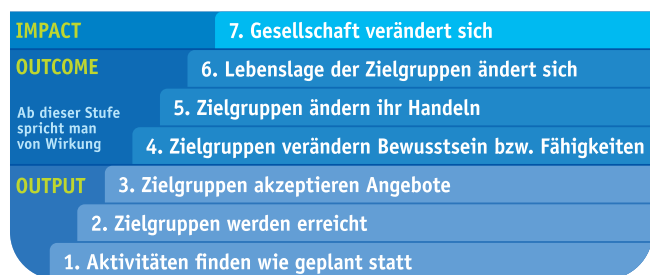 IMPACT
7. Gesellschaft verändert sich
OUTCOME
6. Lebenslage der Zielgruppen ändert sich
5. Zielgruppen ändern ihr Handeln
Ab dieser Stufe
spricht man
von Wirkung
4. Zielgruppen verändern Bewusstsein bzw. Fähigkeiten
OUTPUT
3. Zielgruppen akzeptieren Angebote
2. Zielgruppen werden erreicht
1. Aktivitäten finden wie geplant statt